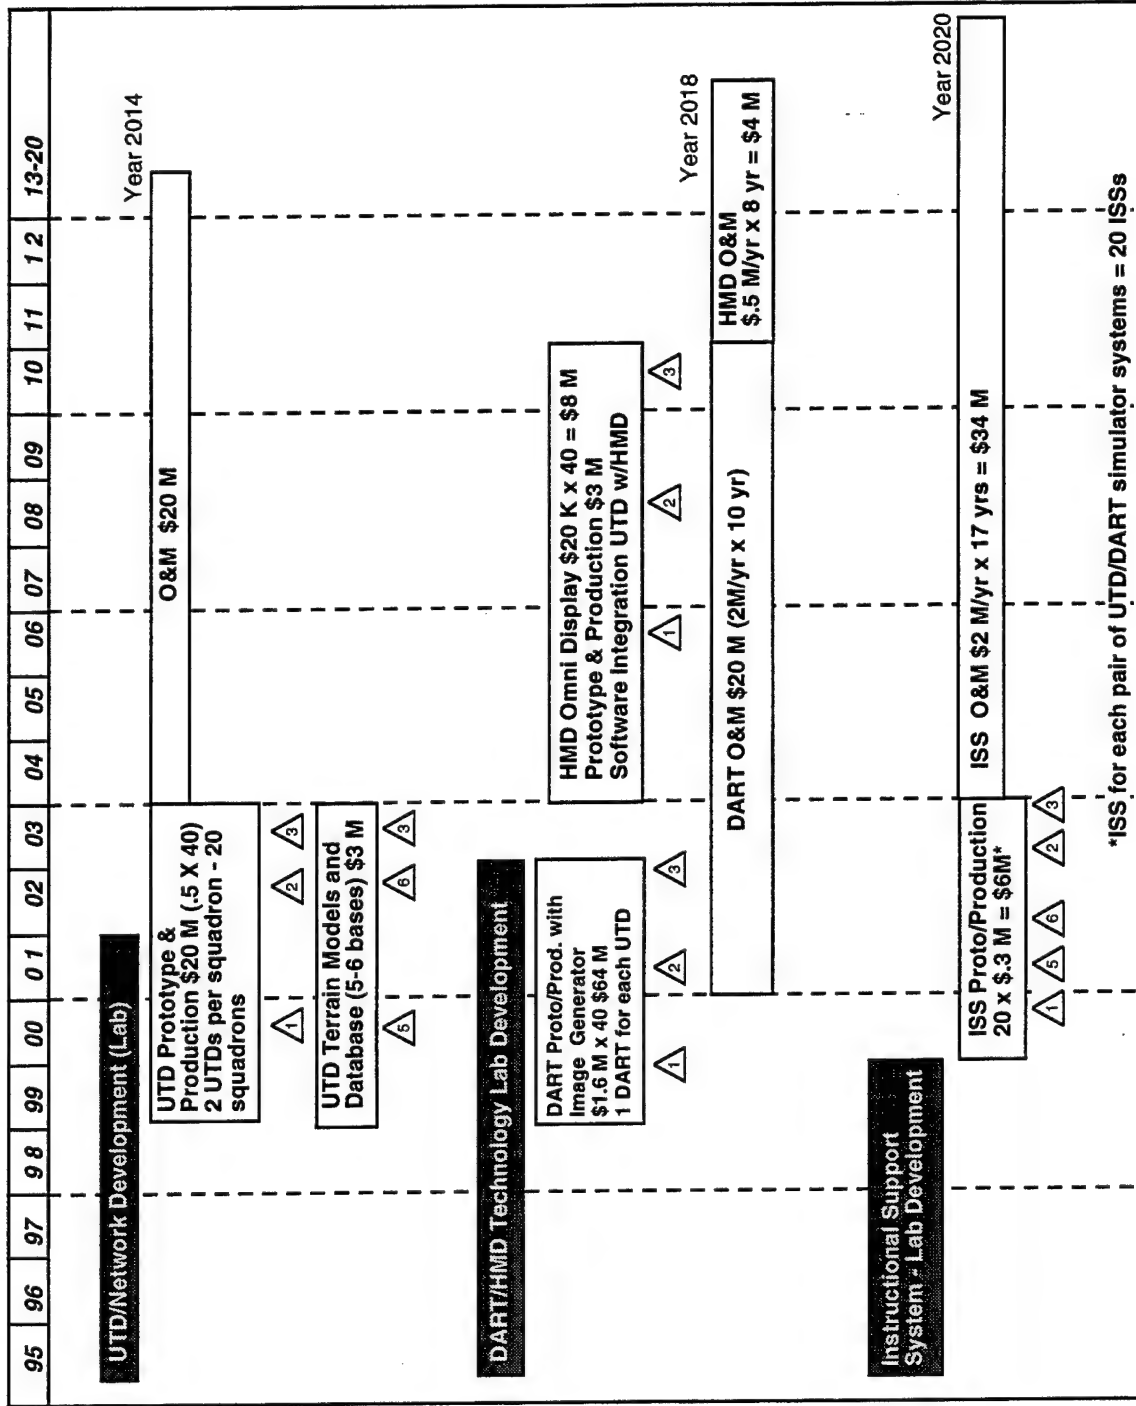 95 96 97 98 99 00 01 02 03 04 05 06 07 08 09 10 11 12 13-20
UTD/Network Development (Lab)
Year 2014
UTD Prototype &
Production $20 M (.5 X 40)
2 UTDs per squadron - 20
squadrons
O&M $20 M
1 2 3
UTD Terrain Models and
Database (5-6 bases) $3 M
5 6 3
DART/HMD Technology Lab Development
DART Proto/Prod. with
Image Generator
$1.6 M x 40 $64 M
1 DART for each UTD
1 2 3
HMD Omni Display $20 K x 40 = $8 M
Prototype & Production $3 M
Software Integration UTD w/HMD
1 2 3
Year 2018
DART O&M $20 M (2M/yr x 10 yr)
HMD O&M
$.5 M/yr x 8 yr = $4 M
Instructional Support
System - Lab Development
Year 2020
ISS Proto/Production
20 x $.3 M = $6M*
ISS O&M $2 M/yr x 17 yrs = $34 M
1 5 6 2 3
*ISS for each pair of UTD/DART simulator systems = 20 ISSs